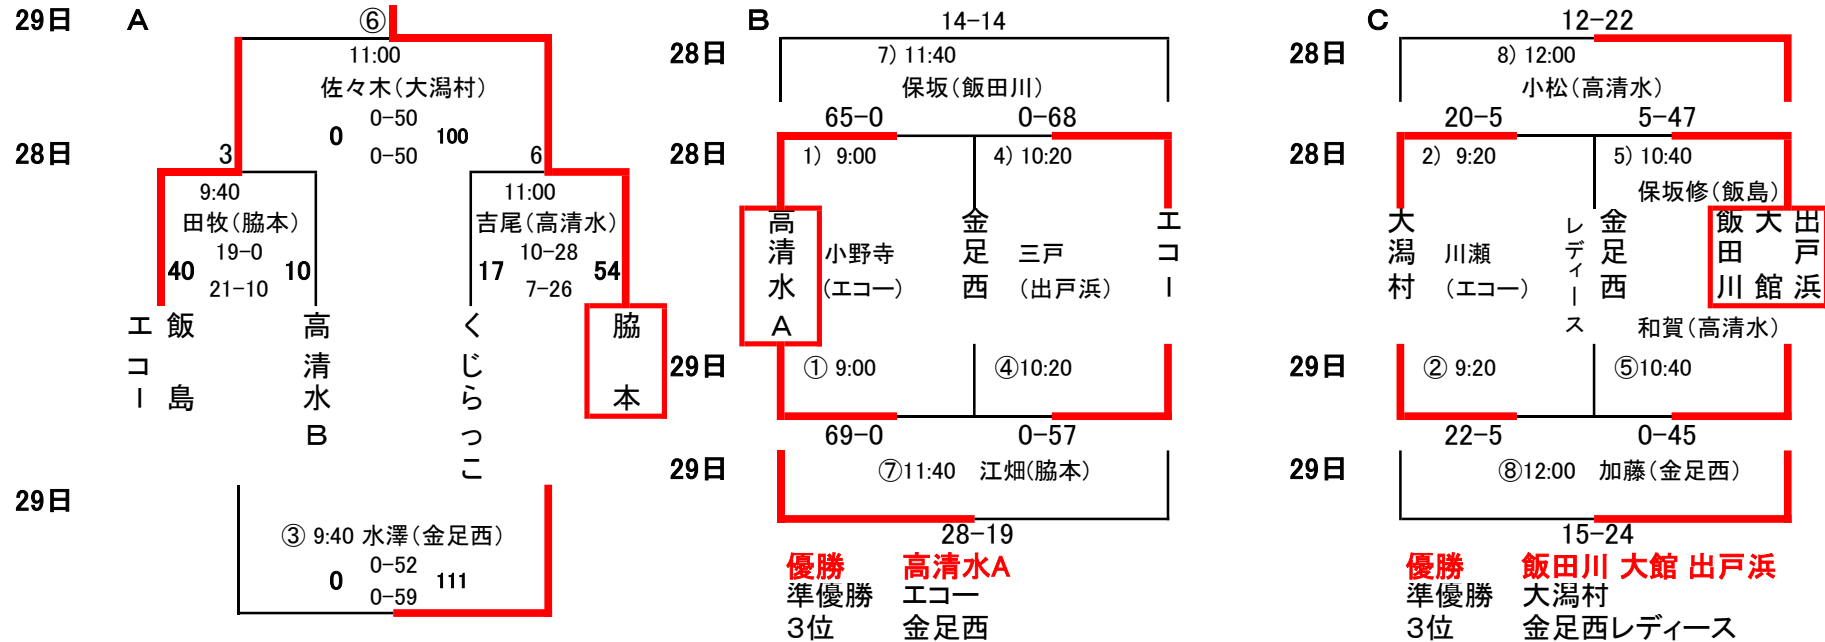 29日 A ⑥
11:00
佐々木(大潟村)
0-50
0 100
0-50
28日 3 6
9:40 11:00
田牧(脇本) 吉尾(高清水)
19-0 10-28
40 10 17 54
21-10 7-26
エコー 飯島 高清水B くじらっこ 脇本
29日
③ 9:40 水澤(金足西)
0-52
0 111
0-59
B 14-14
28日 7) 11:40
保坂(飯田川)
65-0 0-68
28日 1) 9:00 4) 10:20
高清水A 小野寺(エコー) 金足西 三戸(出戸浜) エコー
29日 ① 9:00 ④10:20
69-0 0-57
29日 ⑦11:40 江畑(脇本)
28-19
優勝 高清水A
準優勝 エコー
3位 金足西
C 12-22
28日 8) 12:00
小松(高清水)
20-5 5-47
28日 2) 9:20 5) 10:40
保坂修(飯島)
大潟村 川瀬(エコー) レディース 金足西 飯田川 大館 出戸浜
和賀(高清水)
29日 ② 9:20 ⑤10:40
22-5 0-45
29日 ⑧12:00 加藤(金足西)
15-24
優勝 飯田川 大館 出戸浜
準優勝 大潟村
3位 金足西レディース